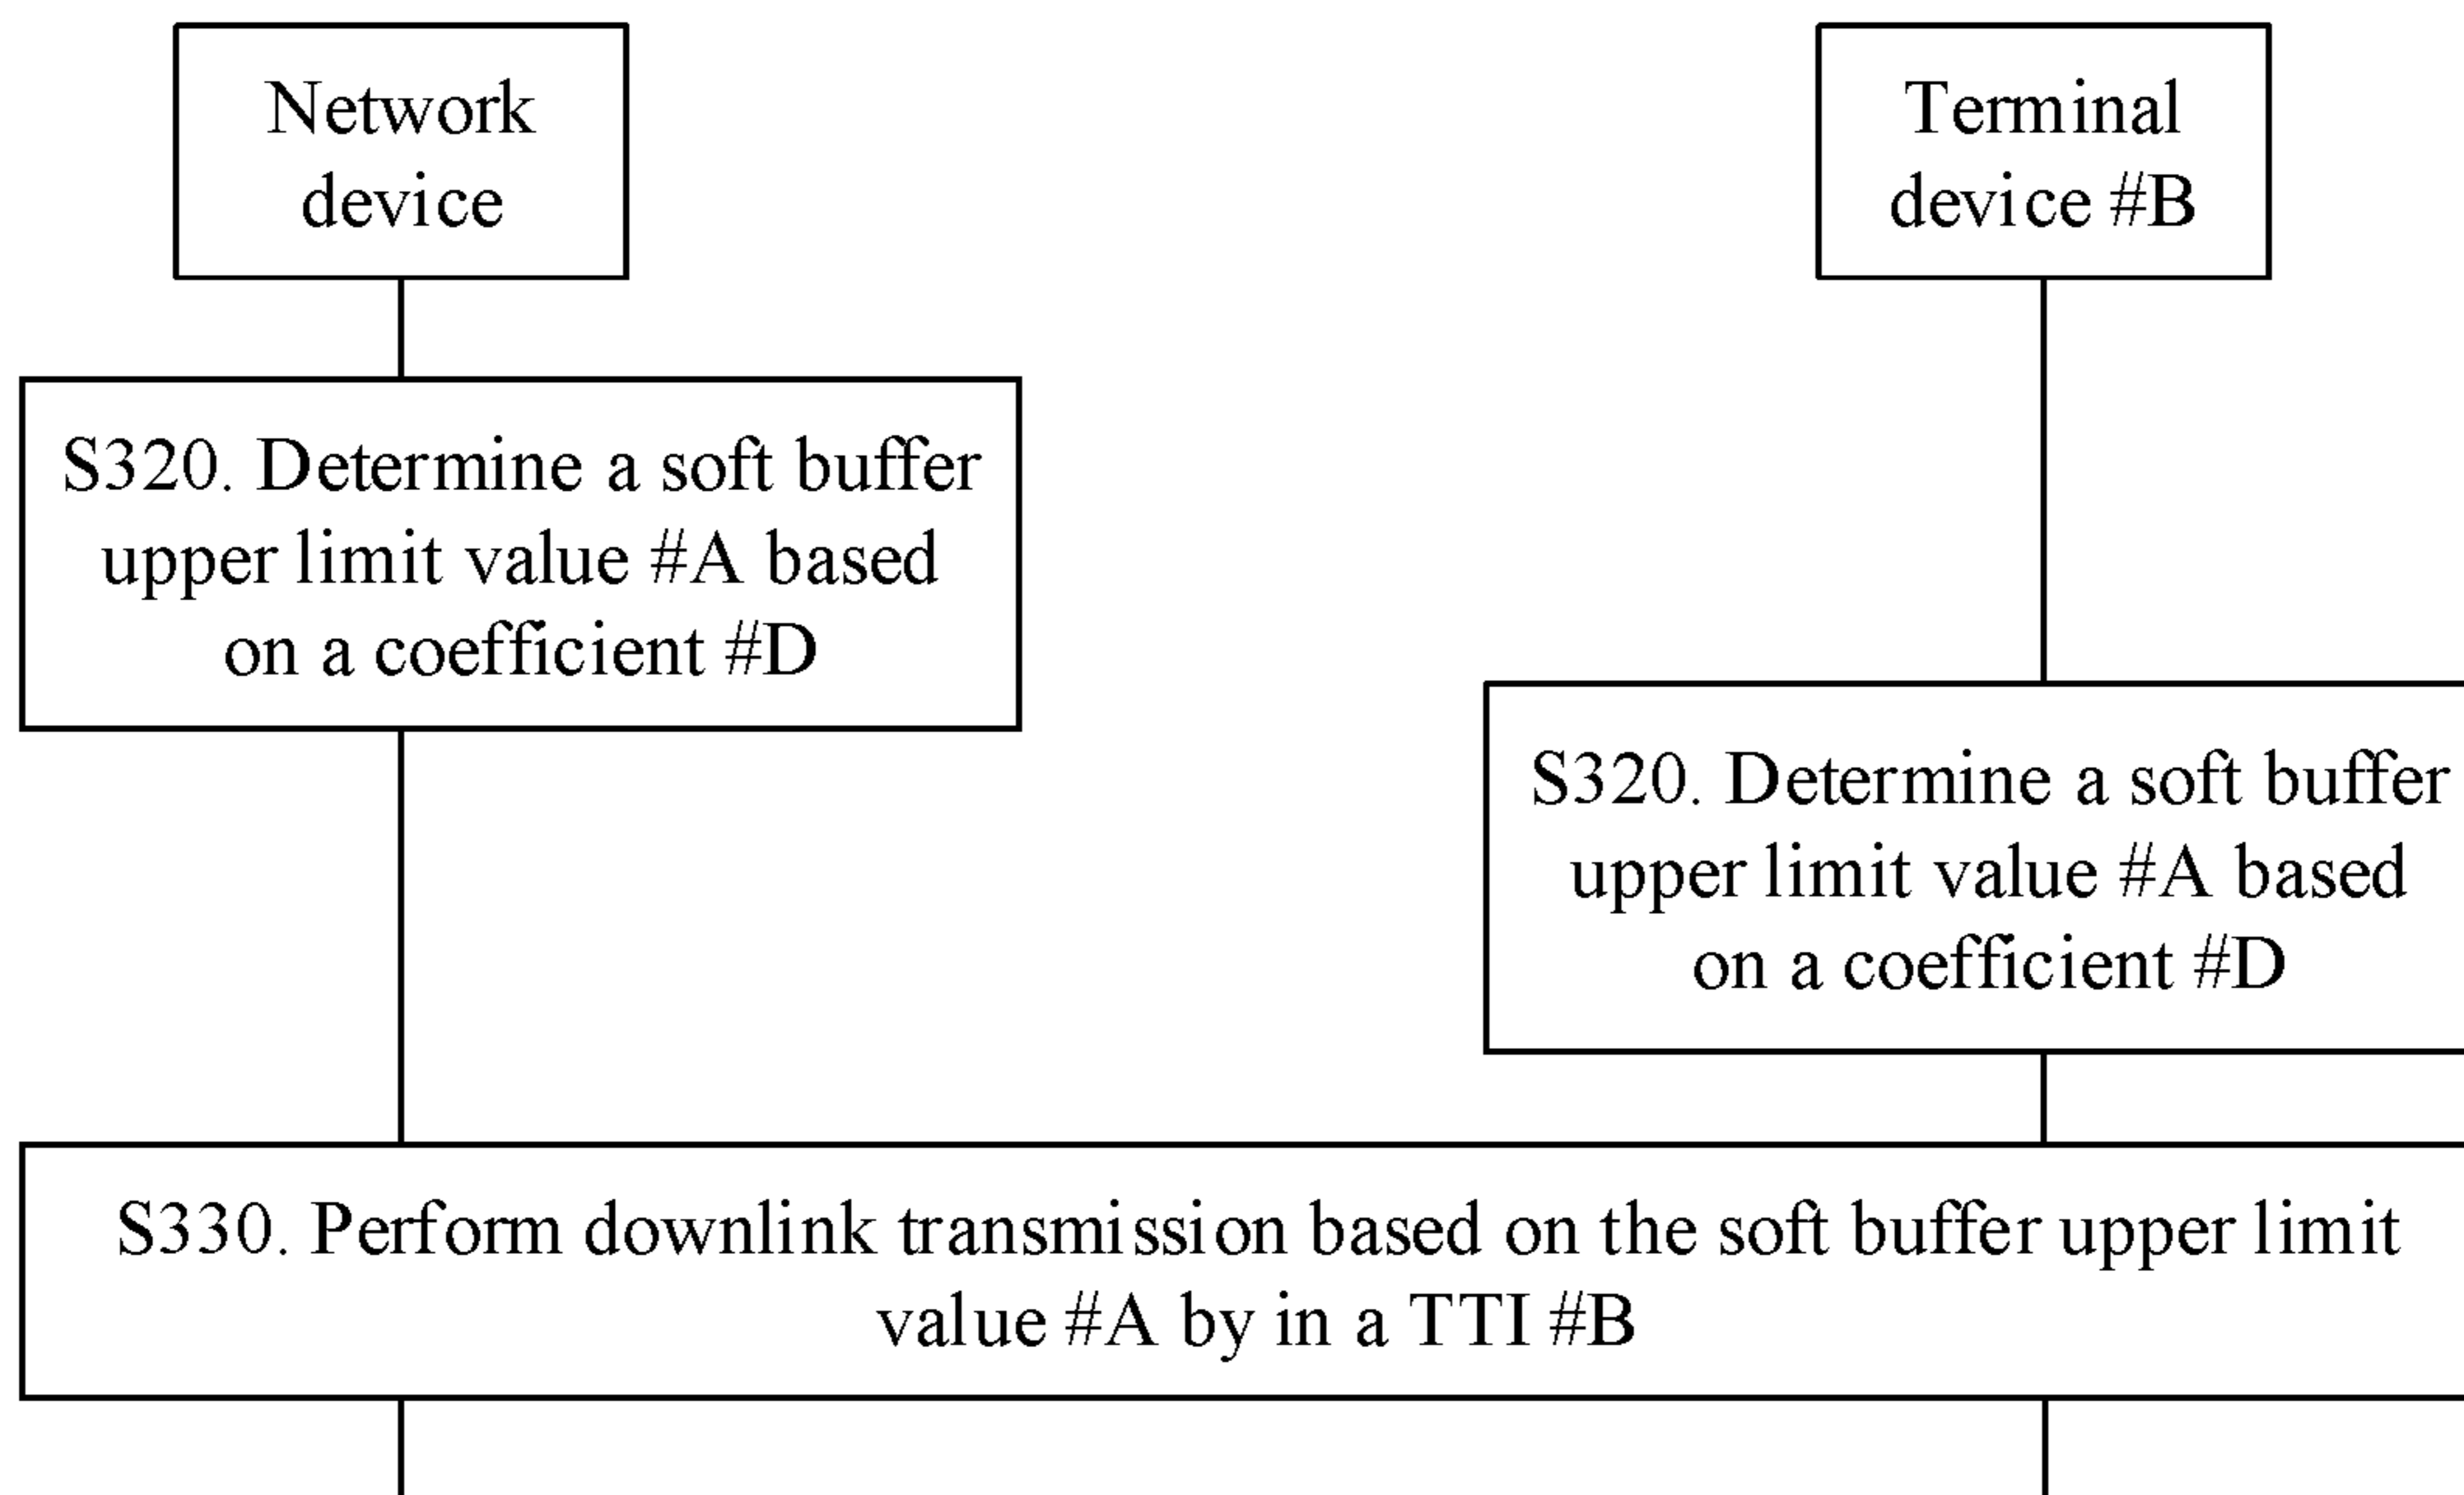 Network
device
Terminal
device #B
S320. Determine a soft buffer
upper limit value #A based
on a coefficient #D
S320. Determine a soft buffer
upper limit value #A based
on a coefficient #D
S330. Perform downlink transmission based on the soft buffer upper limit
value #A by in a TTI #B